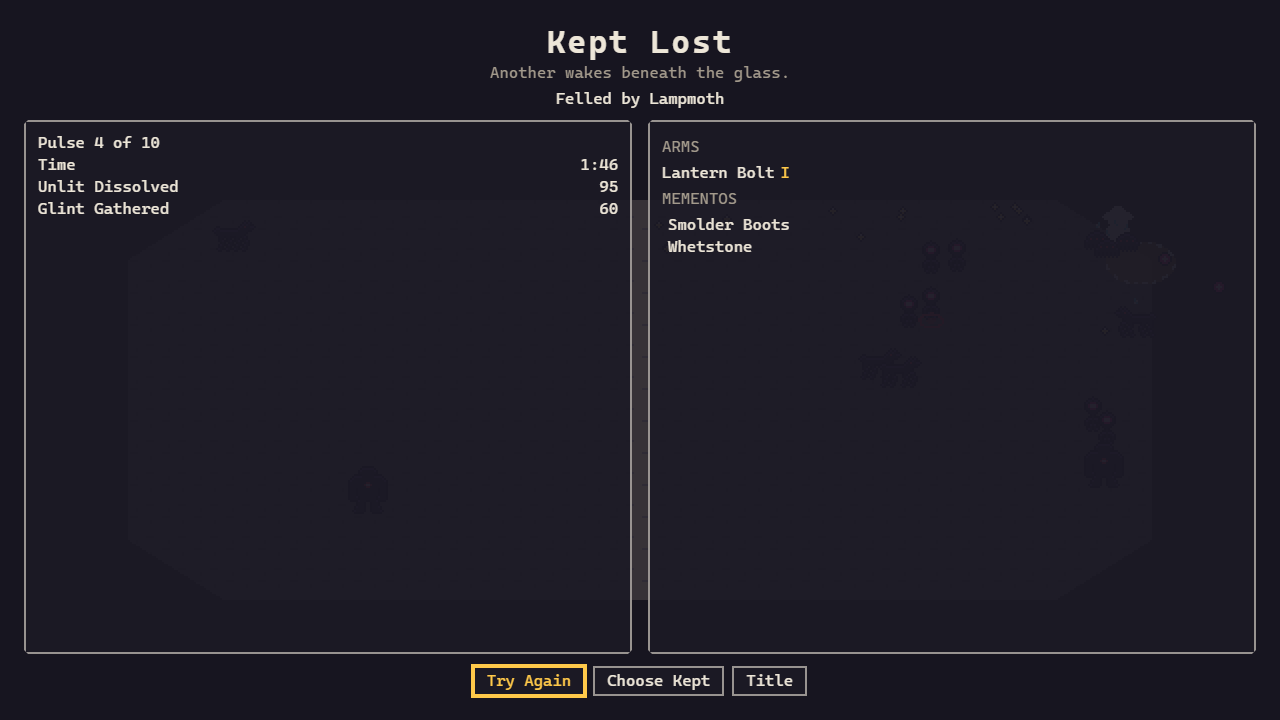 Kept Lost
Another wakes beneath the glass.
Felled by Lampmoth
Pulse 4 of 10
Time 1:46
Unlit Dissolved 95
Glint Gathered 60
ARMS
Lantern Bolt I
MEMENTOS
Smolder Boots
Whetstone
Try Again Choose Kept Title